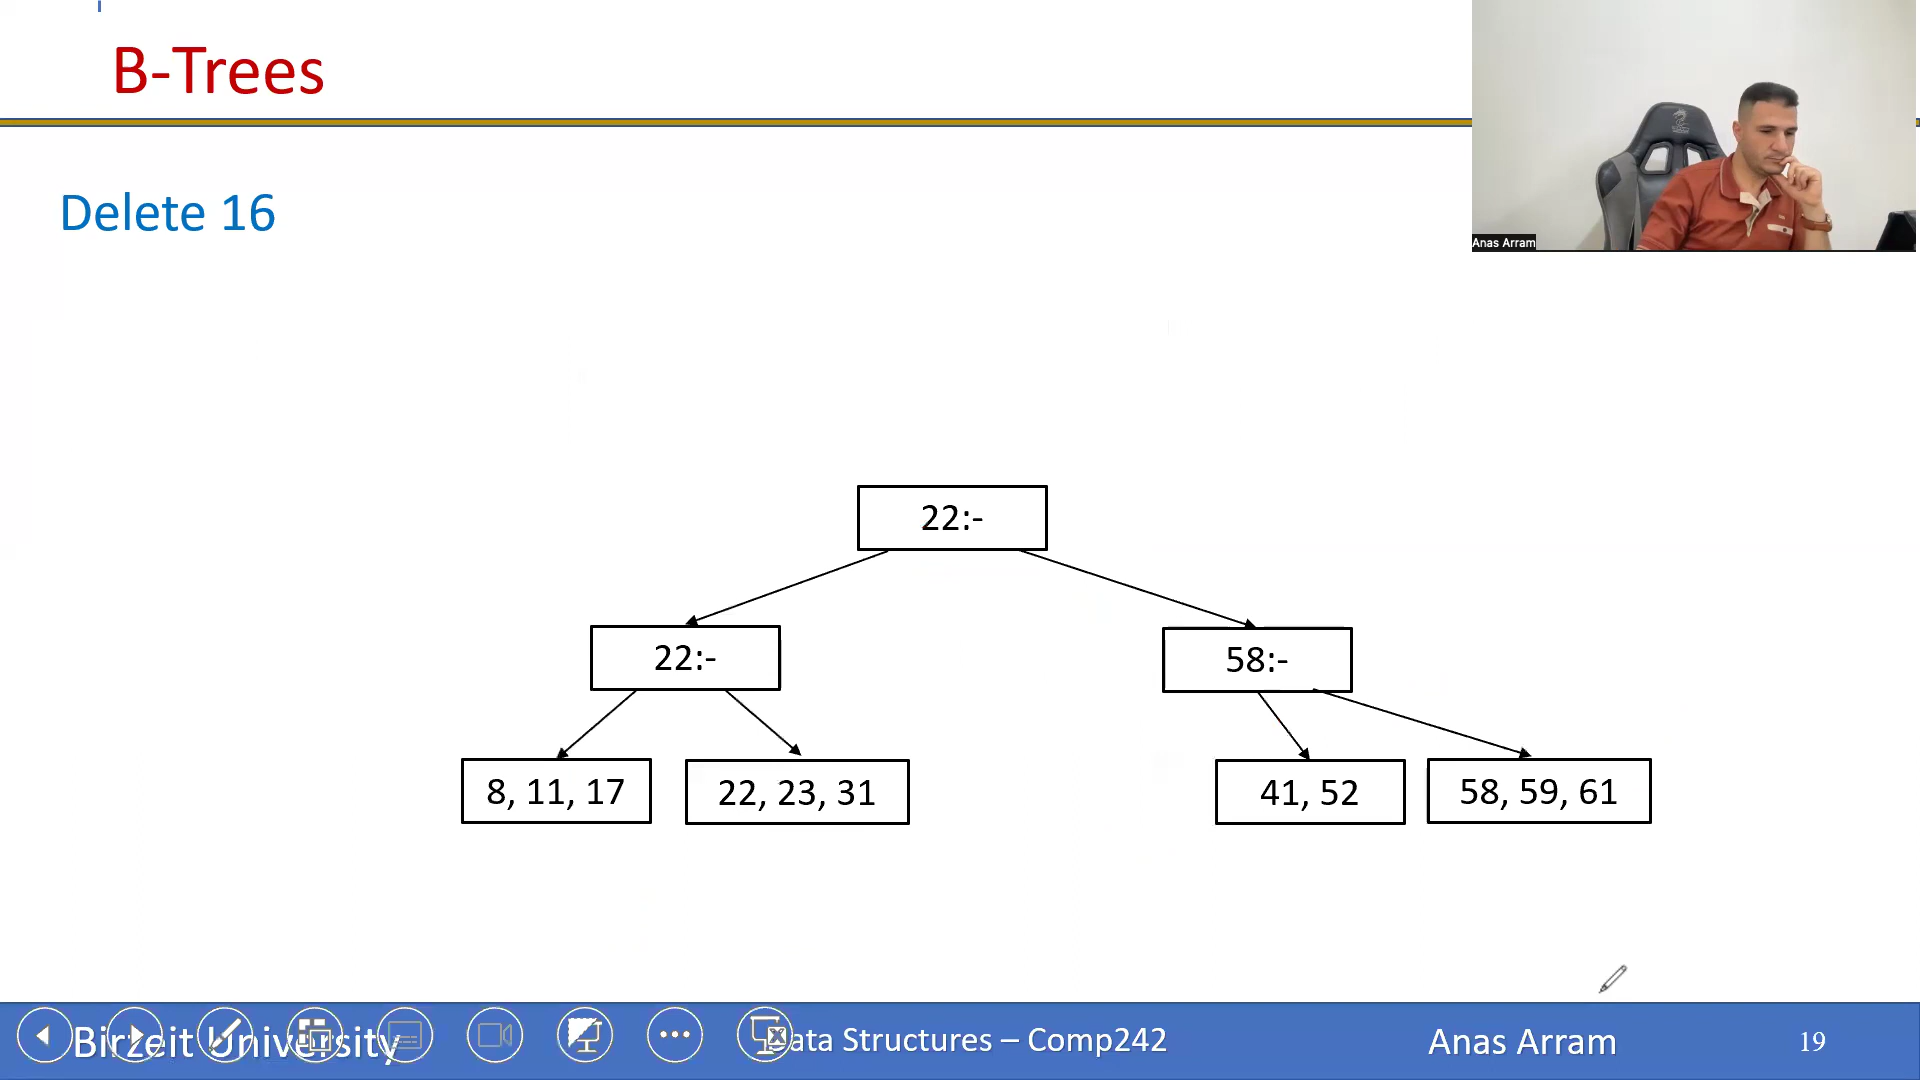 B-Trees
Anas Arram
Delete 16
22:-
22:-
58:-
8, 11, 17
22, 23, 31
41, 52
58, 59, 61
Birzeit University
Data Structures – Comp242
Anas Arram
19